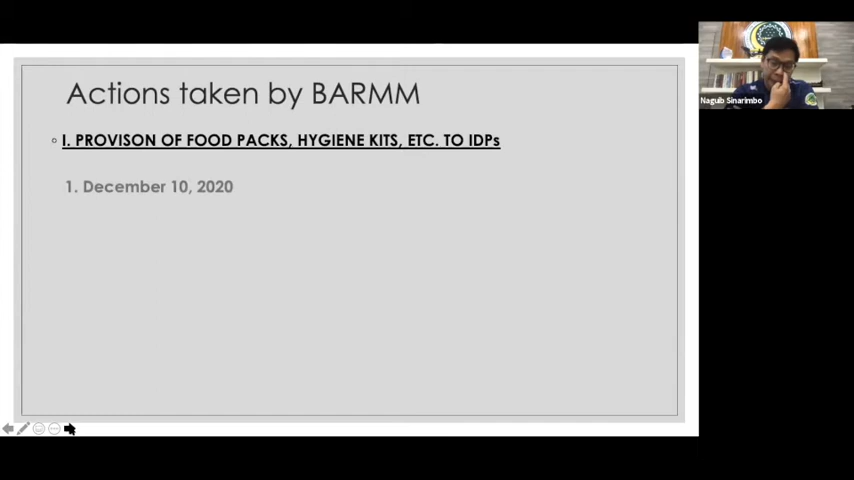 Actions taken by BARMM
I. PROVISON OF FOOD PACKS, HYGIENE KITS, ETC. TO IDPs
1. December 10, 2020
Naguib Sinarimbo